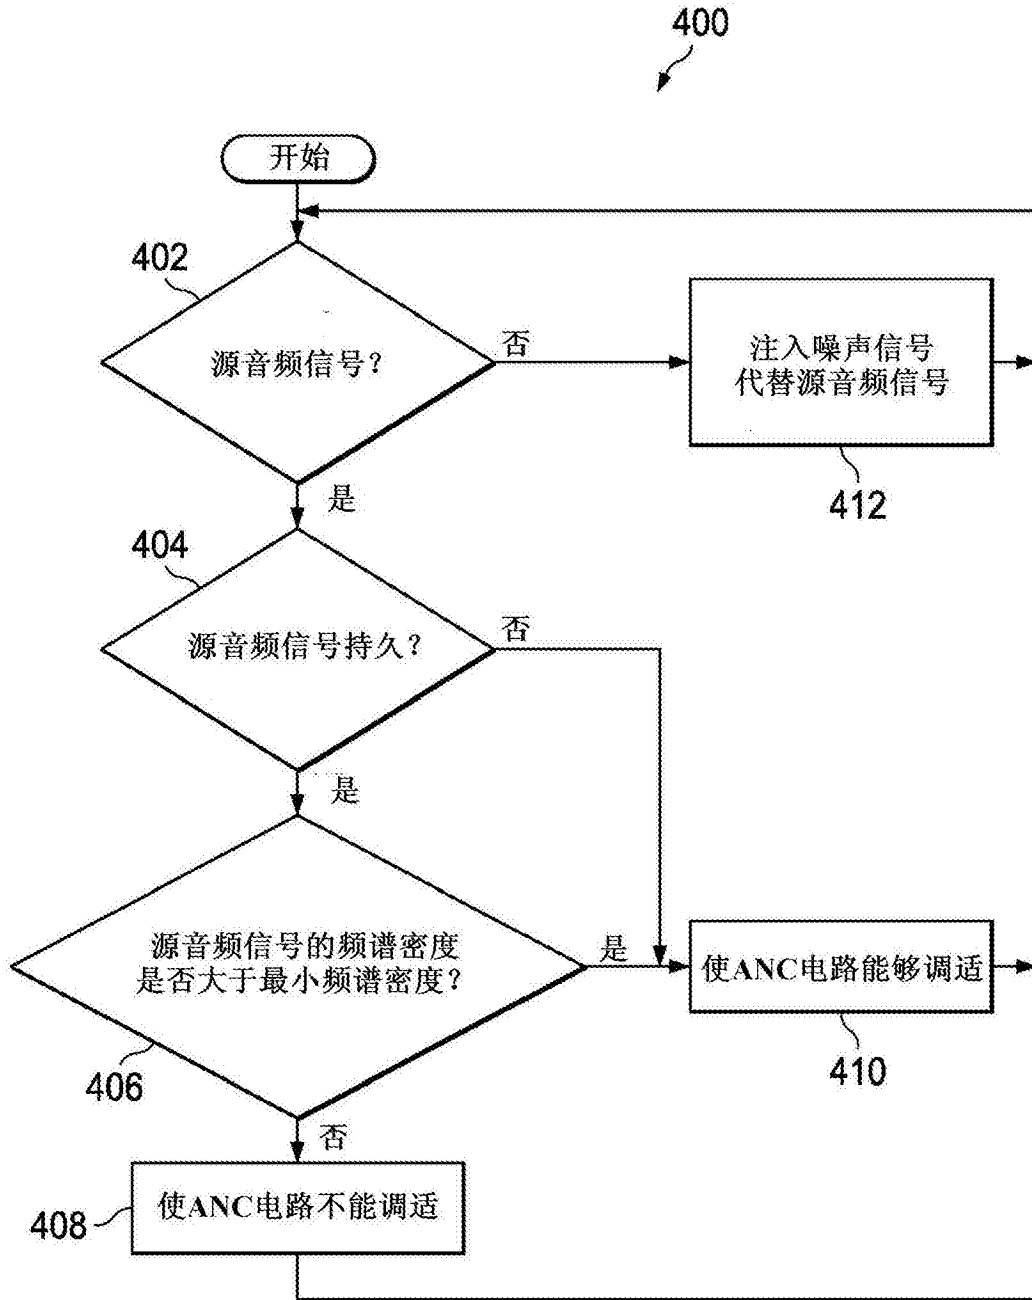 400
开始
402
源音频信号？
否
注入噪声信号
代替源音频信号
412
是
404
源音频信号持久？
否
是
源音频信号的频谱密度
是否大于最小频谱密度？
是
使ANC电路能够调适
406
410
否
使ANC电路不能调适
408